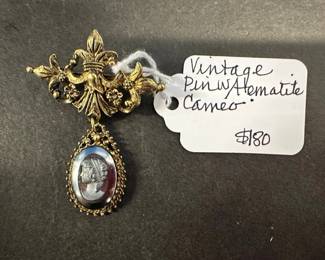 Vintage
Pin W/Hematite
Cameo
$180